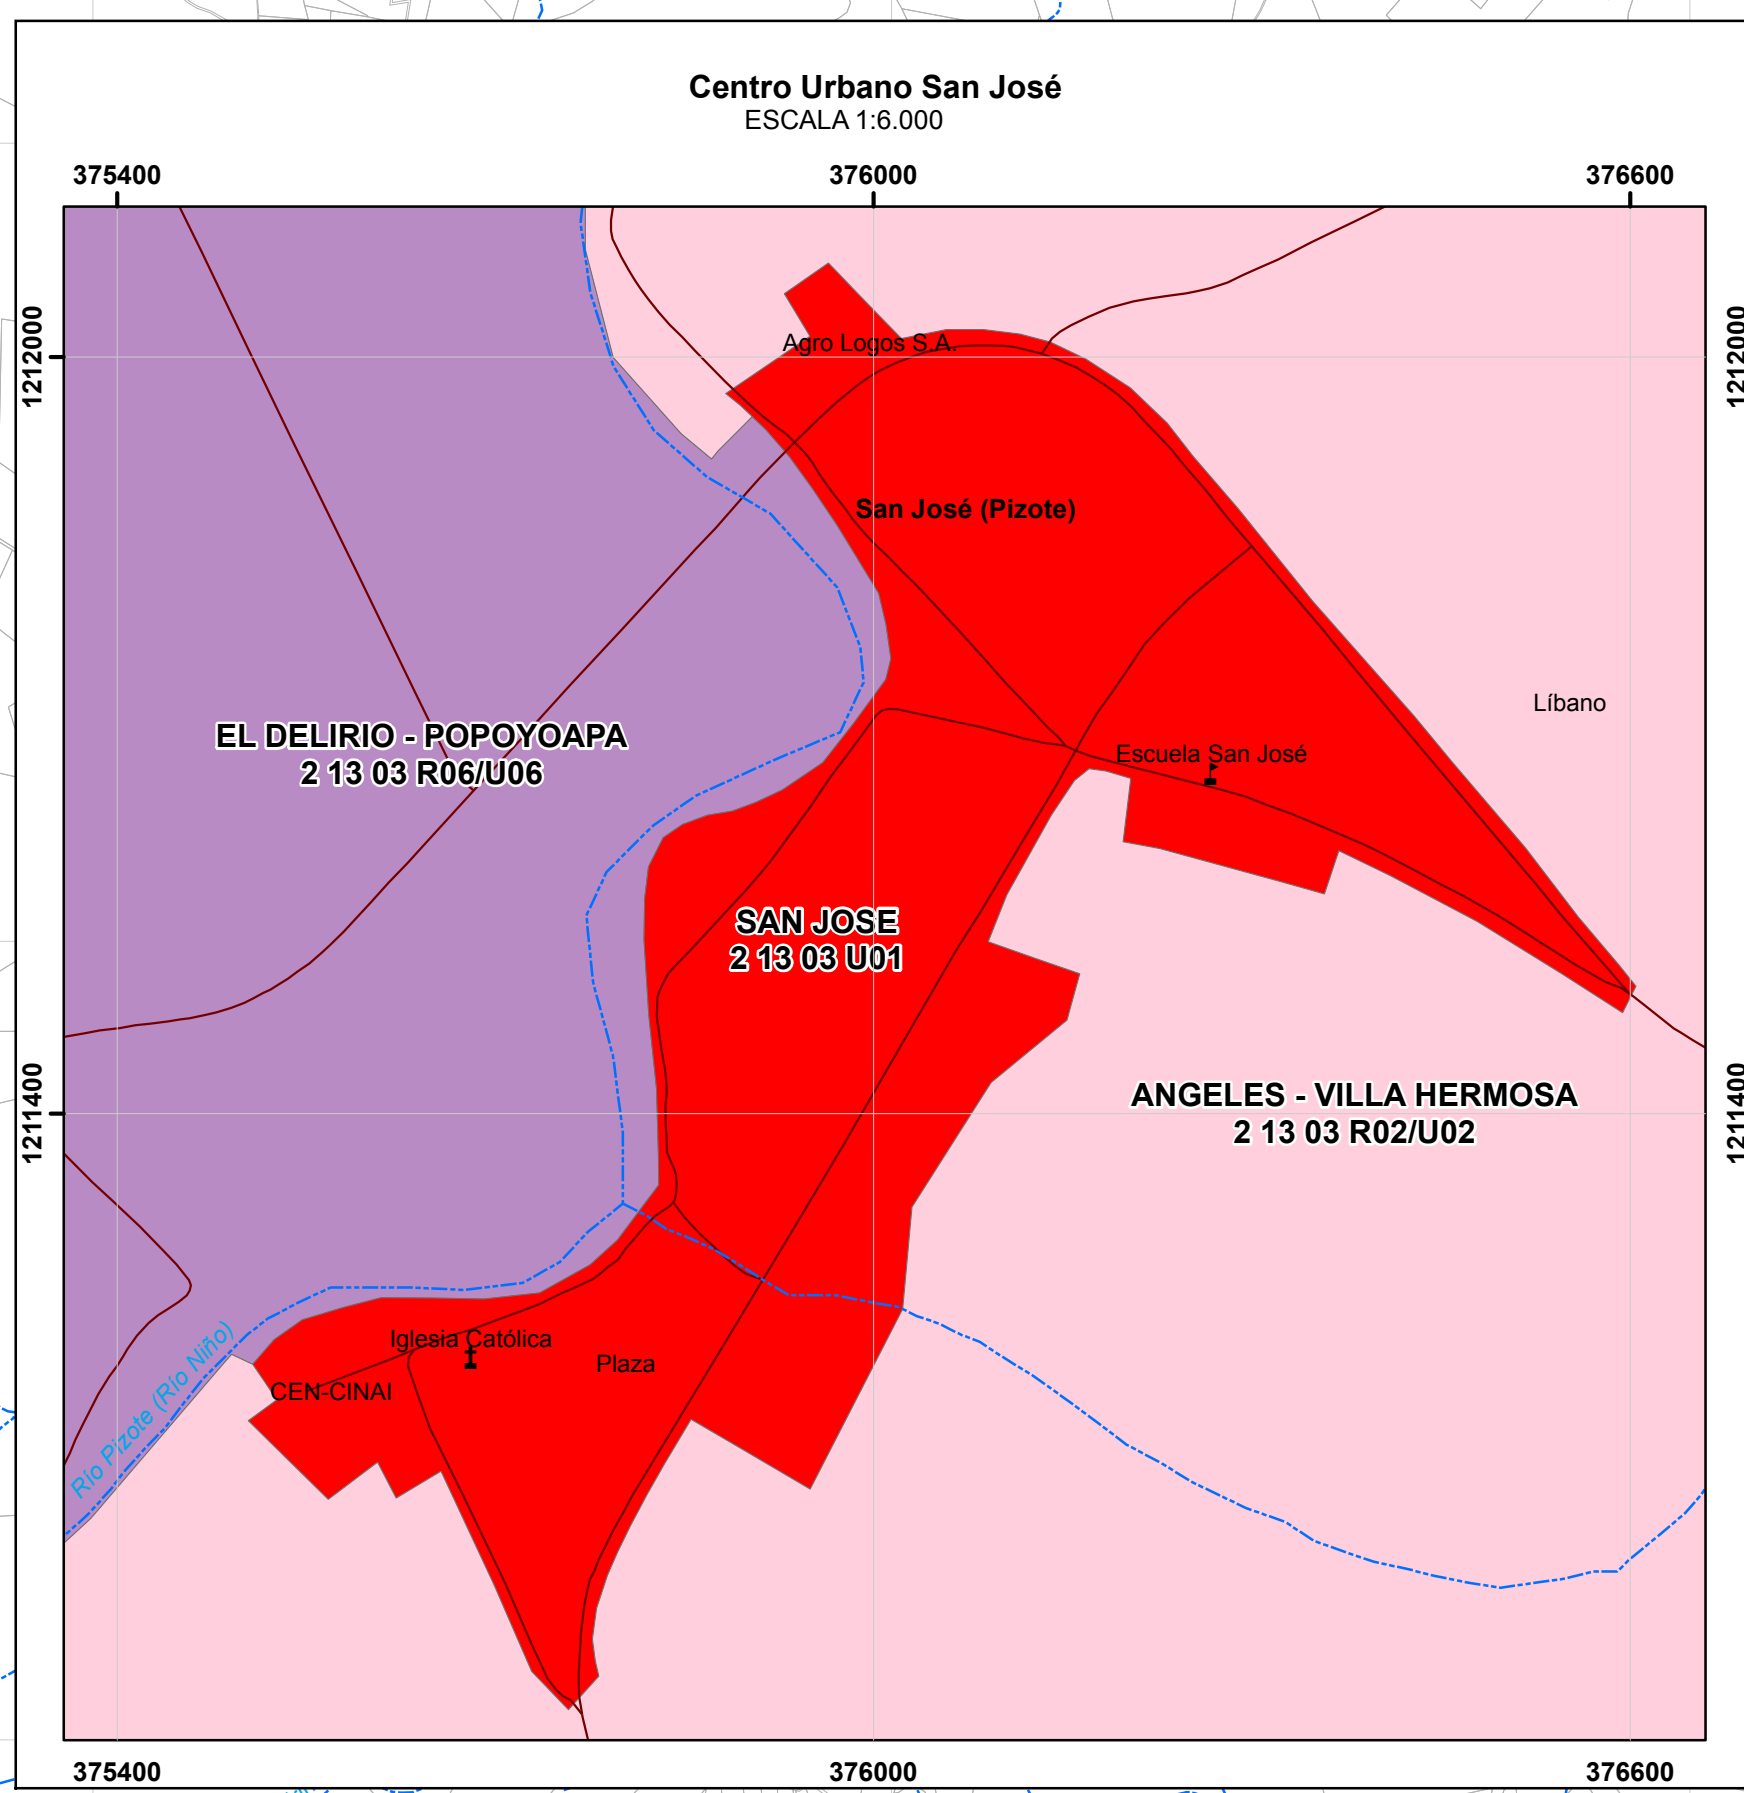 Centro Urbano San José
ESCALA 1:6.000
375400
376000
376600
1212000
1212000
Agro Logos S.A.
San José (Pizote)
Líbano
EL DELIRIO - POPOYOAPA
2 13 03 R06/U06
Escuela San José
SAN JOSE
2 13 03 U01
1211400
1211400
ANGELES - VILLA HERMOSA
2 13 03 R02/U02
Río Pizote (Río Niño)
Iglesia Católica
Plaza
CEN-CINAI
375400
376000
376600